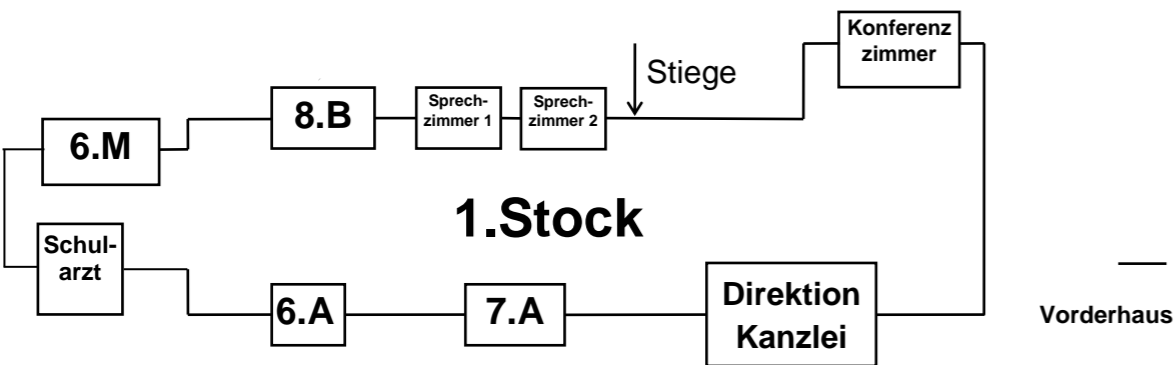 Konferenz
zimmer
Stiege
8.B
Sprech-
zimmer 1
Sprech-
zimmer 2
6.M
1.Stock
Schul-
arzt
6.A
7.A
Direktion
Kanzlei
Vorderhaus